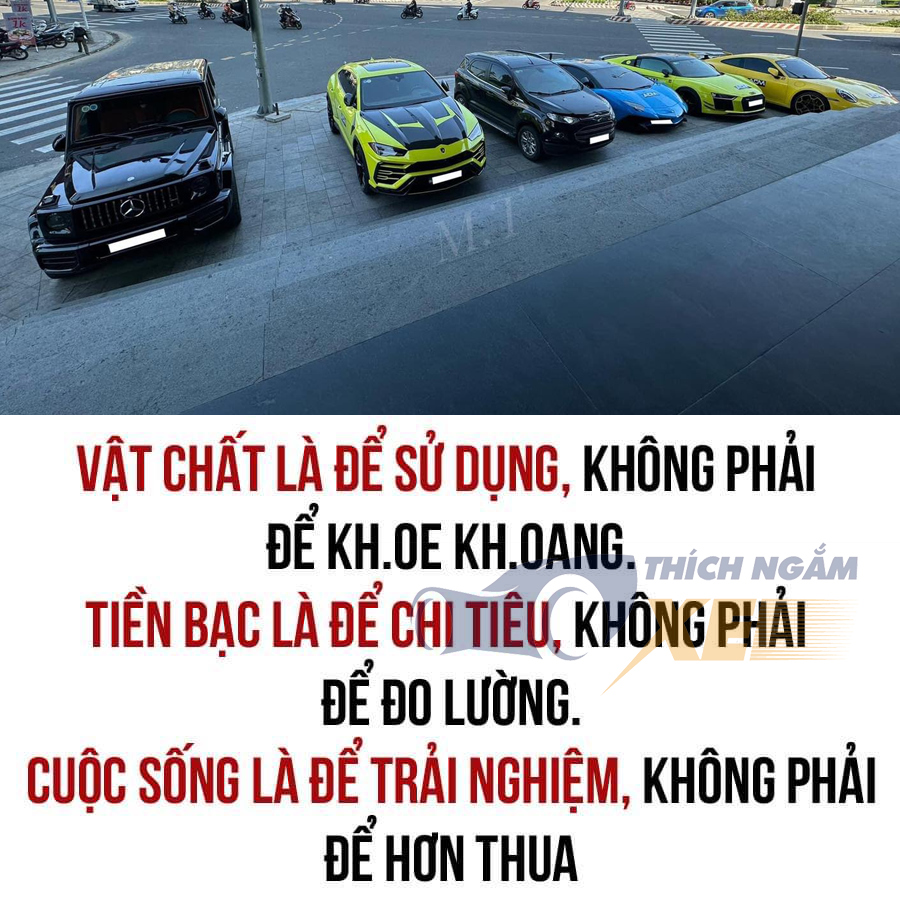 M.I
VẬT CHẤT LÀ ĐỂ SỬ DỤNG, KHÔNG PHẢI
ĐỂ KH.OE KH.OANG.
THÍCH NGẮM
XE
TIỀN BẠC LÀ ĐỂ CHI TIÊU, KHÔNG PHẢI
ĐỂ ĐO LƯỜNG.
CUỘC SỐNG LÀ ĐỂ TRẢI NGHIỆM, KHÔNG PHẢI
ĐỂ HƠN THUA